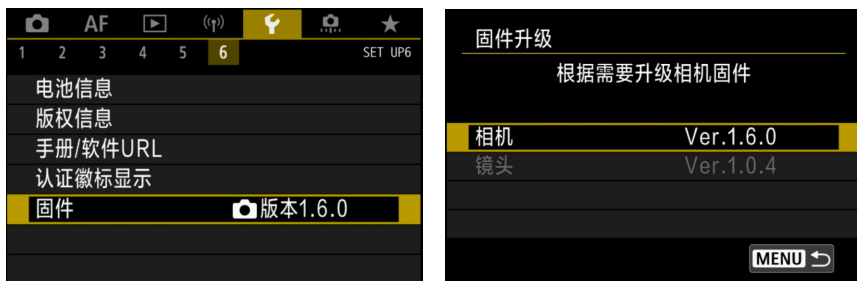 AF
1 2 3 4 5 6 SET UP6
电池信息
版权信息
手册/软件URL
认证徽标显示
固件 版本1.6.0
固件升级
根据需要升级相机固件
相机 Ver.1.6.0
镜头 Ver.1.0.4
MENU